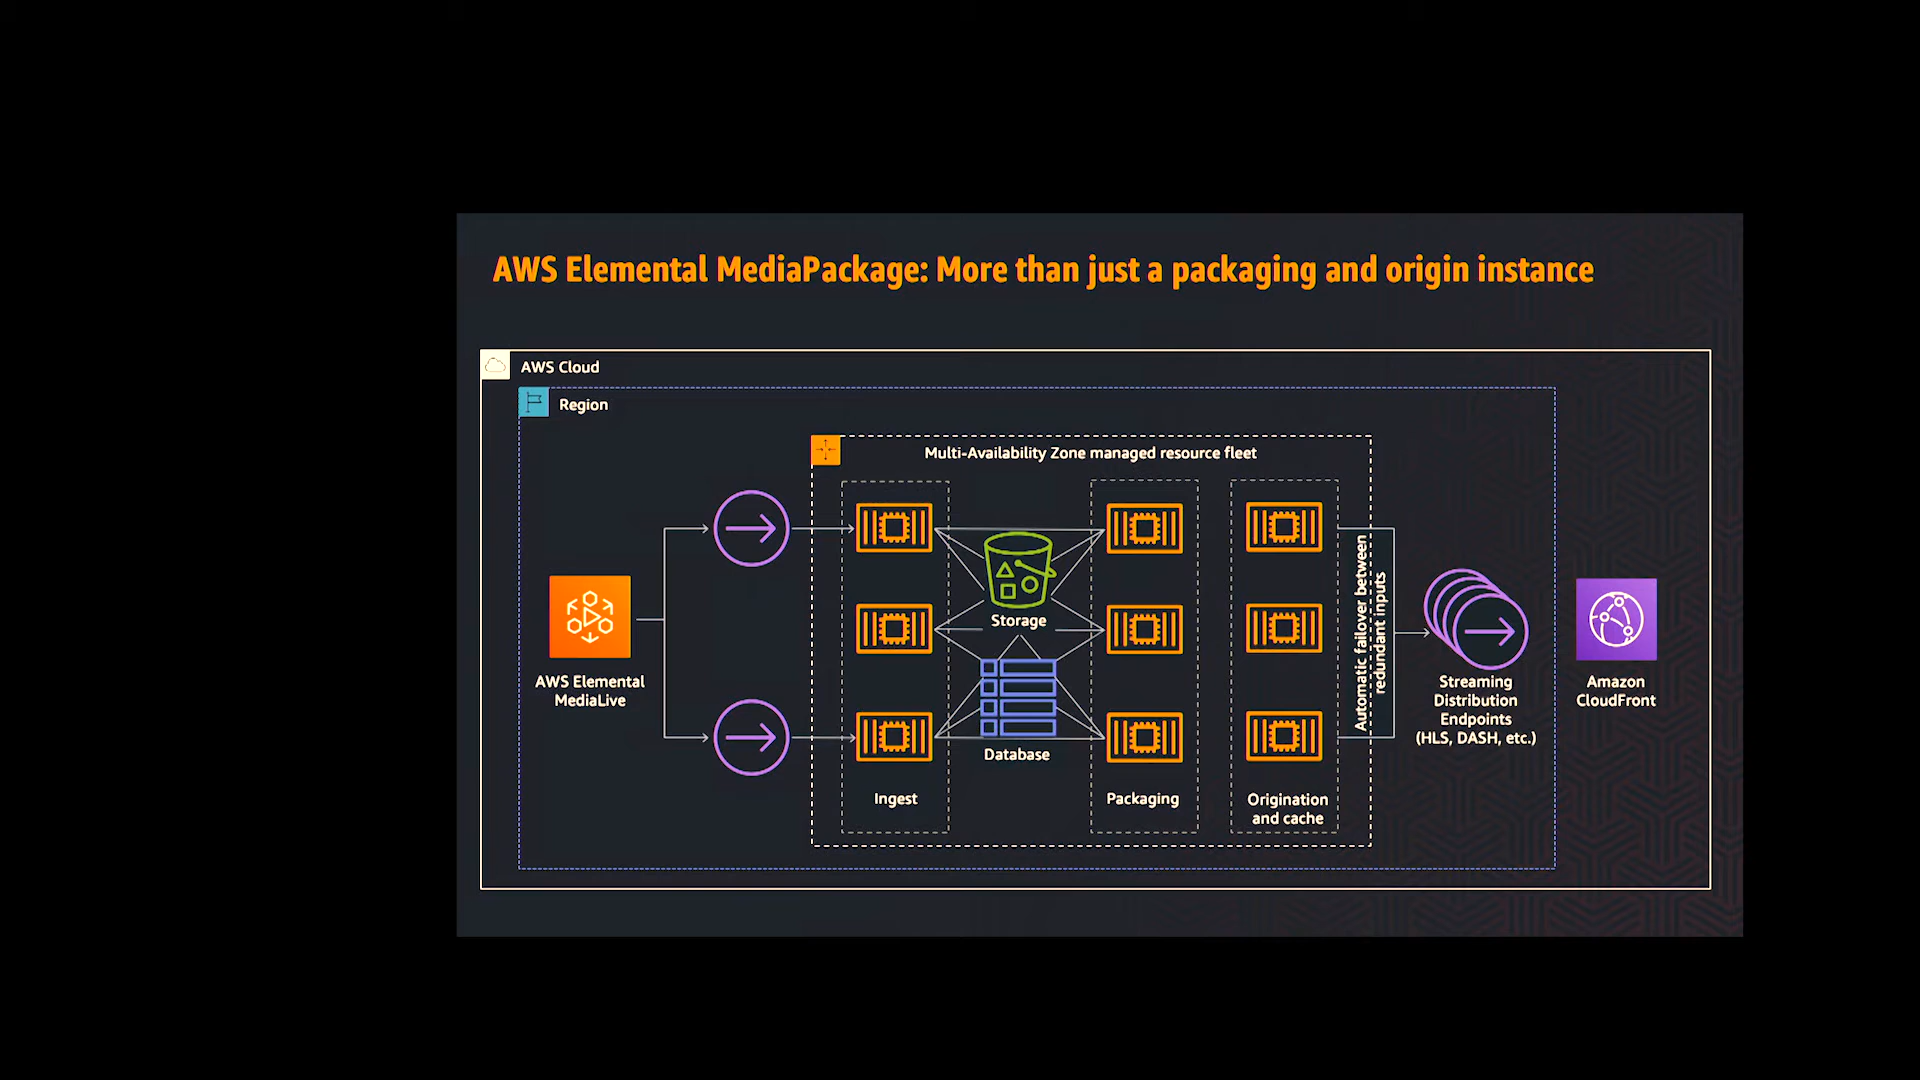 AWS Elemental MediaPackage: More than just a packaging and origin instance
AWS Cloud
Region
Multi-Availability Zone managed resource fleet
AWS Elemental
MediaLive
Storage
Database
Ingest
Packaging
Origination
and cache
Automatic failover between
redundant inputs
Streaming
Distribution
Endpoints
(HLS, DASH, etc.)
Amazon
CloudFront